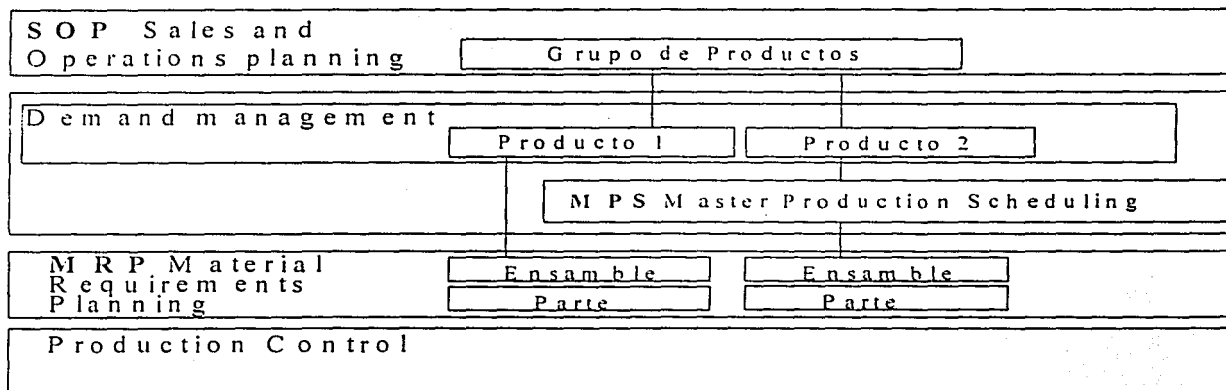 SOP Sales and
Operations planning
Grupo de Productos
Demand management
Producto 1
Producto 2
MPS Master Production Scheduling
MRP Material
Requirements
Planning
Ensamble
Ensamble
Parte
Parte
Production Control